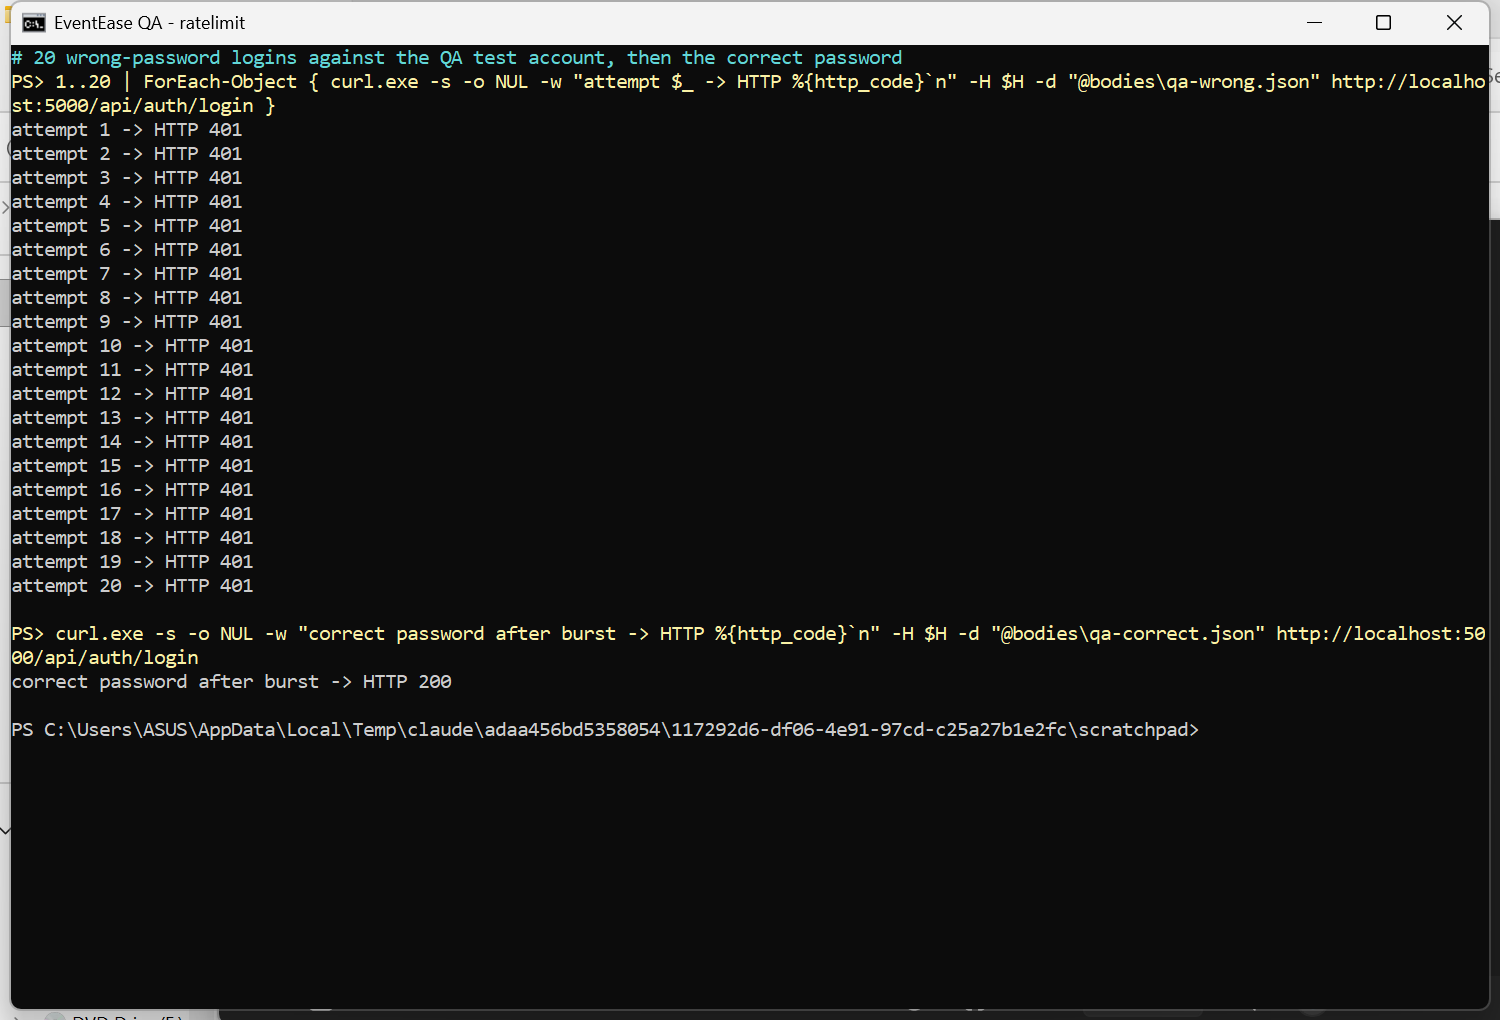 EventEase QA - ratelimit
# 20 wrong-password logins against the QA test account, then the correct password
PS> 1..20 | ForEach-Object { curl.exe -s -o NUL -w "attempt $_ -> HTTP %{http_code}`n" -H $H -d "@bodies\qa-wrong.json" http://localho
st:5000/api/auth/login }
attempt 1 -> HTTP 401
attempt 2 -> HTTP 401
attempt 3 -> HTTP 401
attempt 4 -> HTTP 401
attempt 5 -> HTTP 401
attempt 6 -> HTTP 401
attempt 7 -> HTTP 401
attempt 8 -> HTTP 401
attempt 9 -> HTTP 401
attempt 10 -> HTTP 401
attempt 11 -> HTTP 401
attempt 12 -> HTTP 401
attempt 13 -> HTTP 401
attempt 14 -> HTTP 401
attempt 15 -> HTTP 401
attempt 16 -> HTTP 401
attempt 17 -> HTTP 401
attempt 18 -> HTTP 401
attempt 19 -> HTTP 401
attempt 20 -> HTTP 401
PS> curl.exe -s -o NUL -w "correct password after burst -> HTTP %{http_code}`n" -H $H -d "@bodies\qa-correct.json" http://localhost:50
00/api/auth/login
correct password after burst -> HTTP 200
PS C:\Users\ASUS\AppData\Local\Temp\claude\adaa456bd5358054\117292d6-df06-4e91-97cd-c25a27b1e2fc\scratchpad>